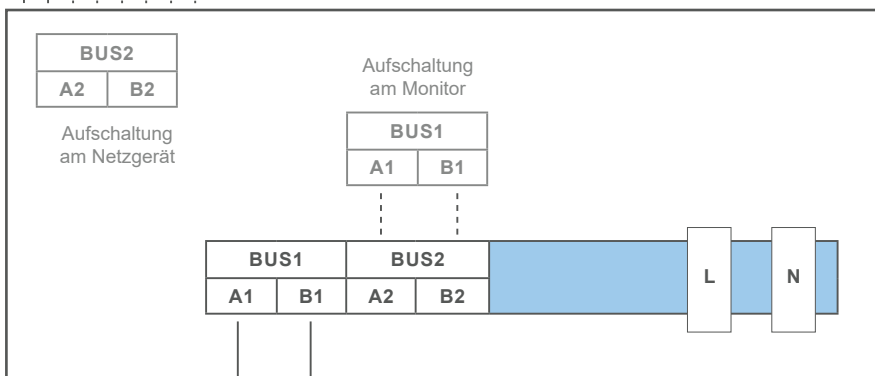 BUS2
A2 B2
Aufschaltung
am Netzgerät
Aufschaltung
am Monitor
BUS1
A1 B1
BUS1 BUS2
A1 B1 A2 B2
L N